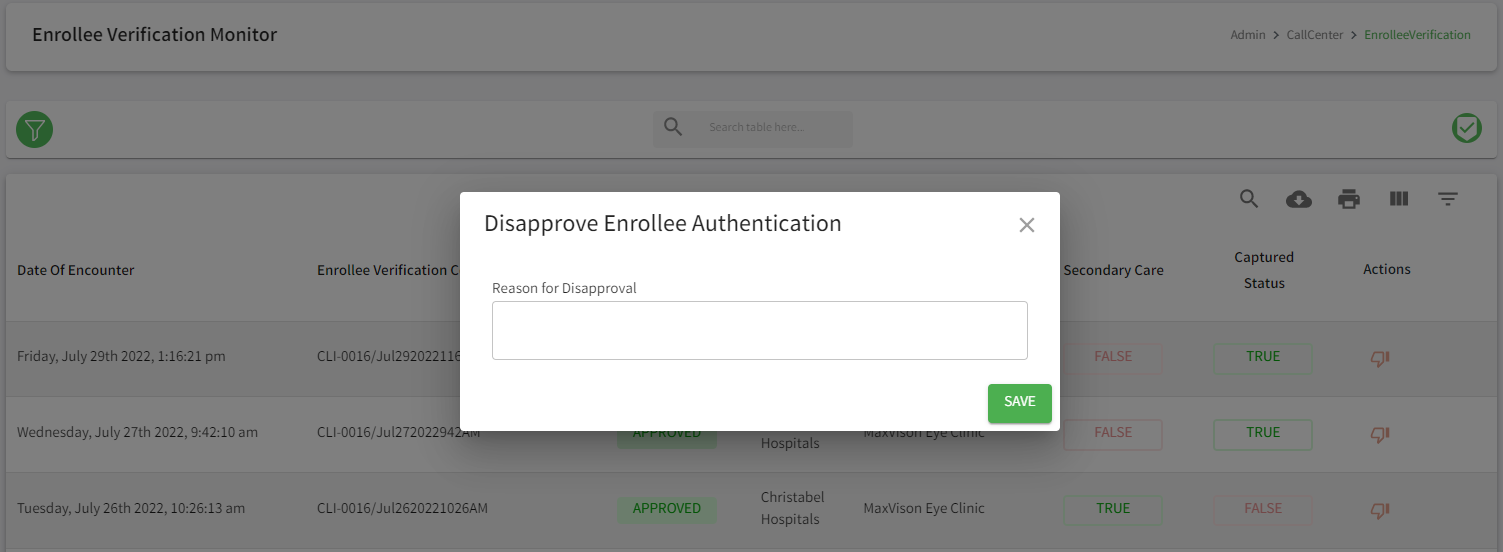 Enrollee Verification Monitor
Admin > CallCenter > EnrolleeVerification
Search table here...
Disapprove Enrollee Authentication
Reason for Disapproval
SAVE
Date Of Encounter
Enrollee Verification C
Secondary Care
Captured
Status
Actions
Friday, July 29th 2022, 1:16:21 pm
CLI-0016/Jul292022116
FALSE
TRUE
Wednesday, July 27th 2022, 9:42:10 am
CLI-0016/Jul272022942AM
APPROVED
Hospitals
MaxVison Eye Clinic
FALSE
TRUE
Tuesday, July 26th 2022, 10:26:13 am
CLI-0016/Jul2620221026AM
APPROVED
Christabel
Hospitals
MaxVison Eye Clinic
TRUE
FALSE